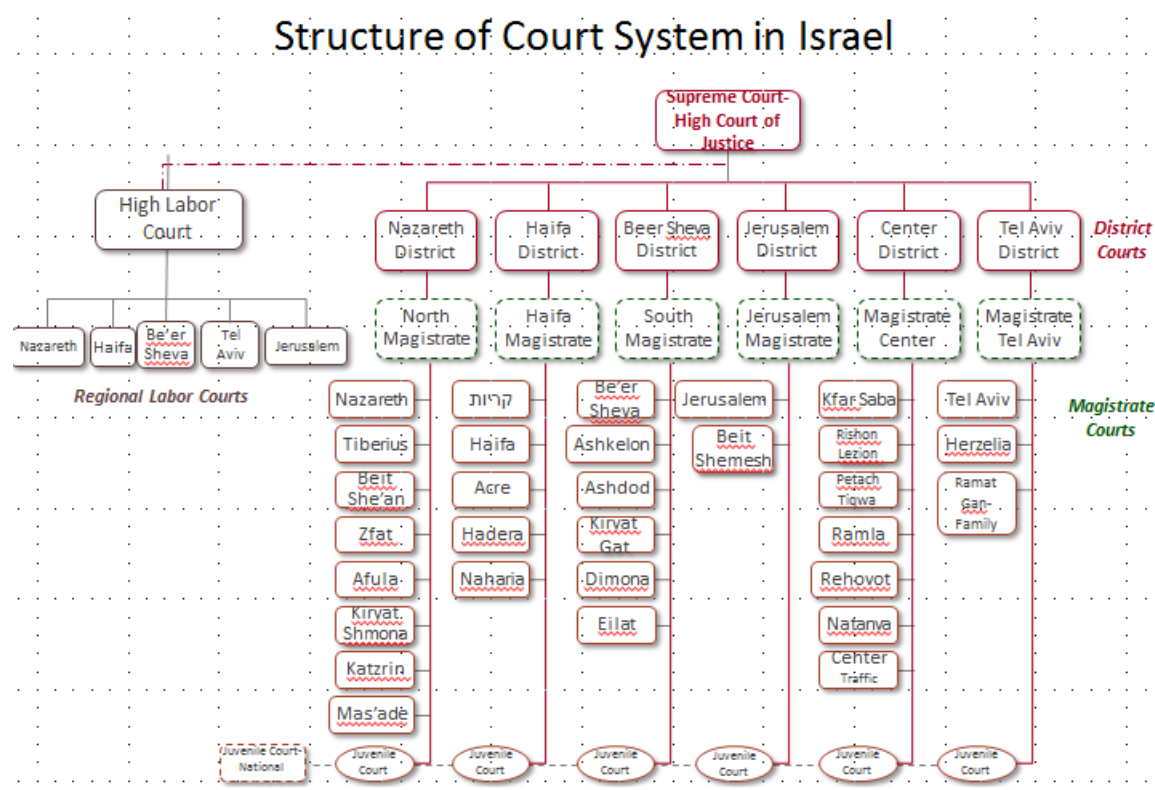 Structure of Court System in Israel
Supreme Court-
High Court of
Justice
High Labor
Court
Nazareth
District
Haifa
District
Beer Sheva
District
Jerusalem
District
Center
District
Tel Aviv
District
District
Courts
North
Magistrate
Haifa
Magistrate
South
Magistrate
Jerusalem
Magistrate
Magistrate
Center
Magistrate
Tel Aviv
Nazareth
Haifa
Be'er
Sheva
Tel
Aviv
Jerusalem
Regional Labor Courts
Magistrate
Courts
Nazareth
Tiberius
Beit
She'an
Zfat
Afula
Kiryat
Shmona
Katzrin
Mas'ade
קריות
Haifa
Acre
Hadera
Naharia
Be'er
Sheva
Ashkelon
Ashdod
Kiryat
Gat
Dimona
Eilat
Jerusalem
Beit
Shemesh
Kfar Saba
Rishon
Lezion
Petach
Tiqwa
Ramla
Rehovot
Natanya
Center
Traffic
Tel Aviv
Herzelia
Ramat
Gan-
Family
Juvenile Court-
National
Juvenile
Court
Juvenile
Court
Juvenile
Court
Juvenile
Court
Juvenile
Court
Juvenile
Court